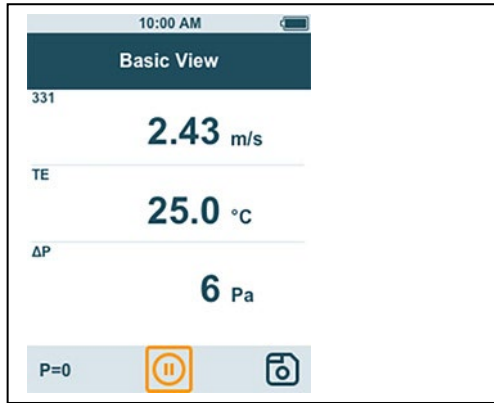 10:00 AM
Basic View
331
2.43 m/s
TE
25.0 °C
ΔP
6 Pa
P=0